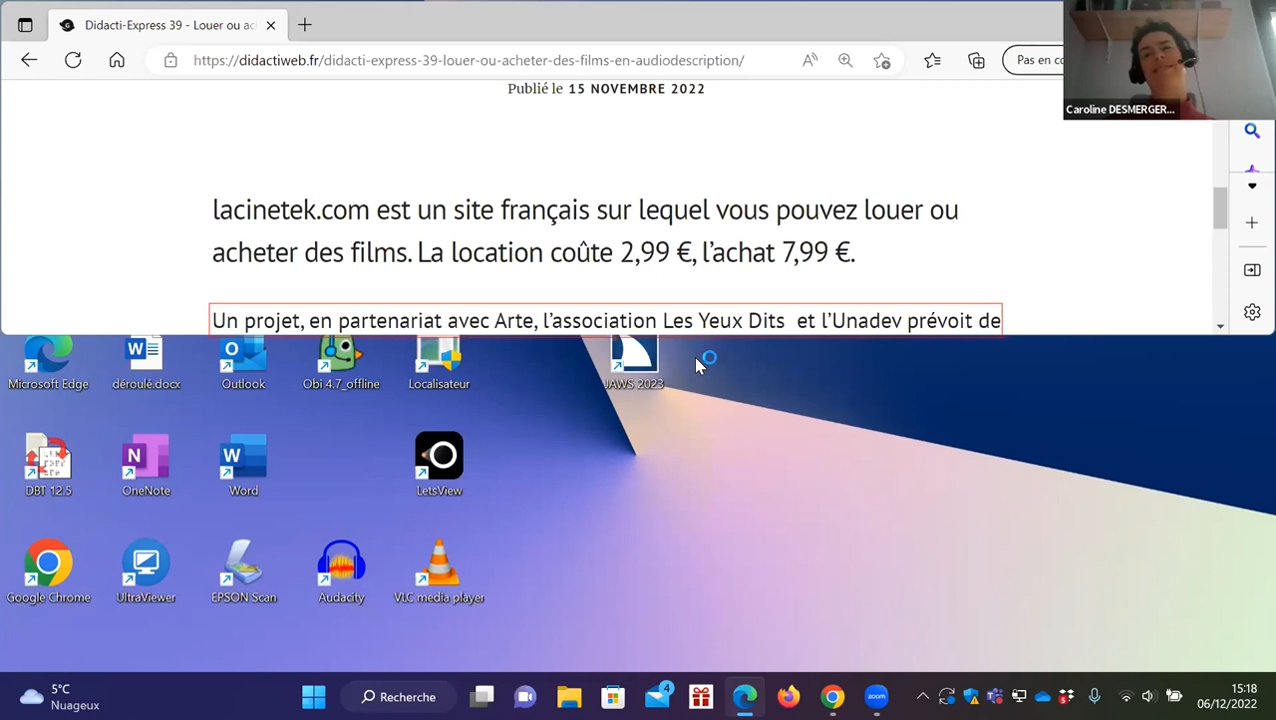 Didacti-Express 39 - Louer ou ac
https://didactiweb.fr/didacti-express-39-louer-ou-acheter-des-films-en-audiodescription/
Pas en co
Caroline DESMERGER...
Publié le 15 NOVEMBRE 2022
lacinetek.com est un site français sur lequel vous pouvez louer ou
acheter des films. La location coûte 2,99 €, l’achat 7,99 €.
Un projet, en partenariat avec Arte, l’association Les Yeux Dits et l’Unadev prévoit de
Microsoft Edge
déroulé.docx
Outlook
Obi 4.7_offline
Localisateur
JAWS 2023
DBT 12.5
OneNote
Word
LetsView
Google Chrome
UltraViewer
EPSON Scan
Audacity
VLC media player
5°C
Nuageux
Recherche
4
zoom
15:18
06/12/2022